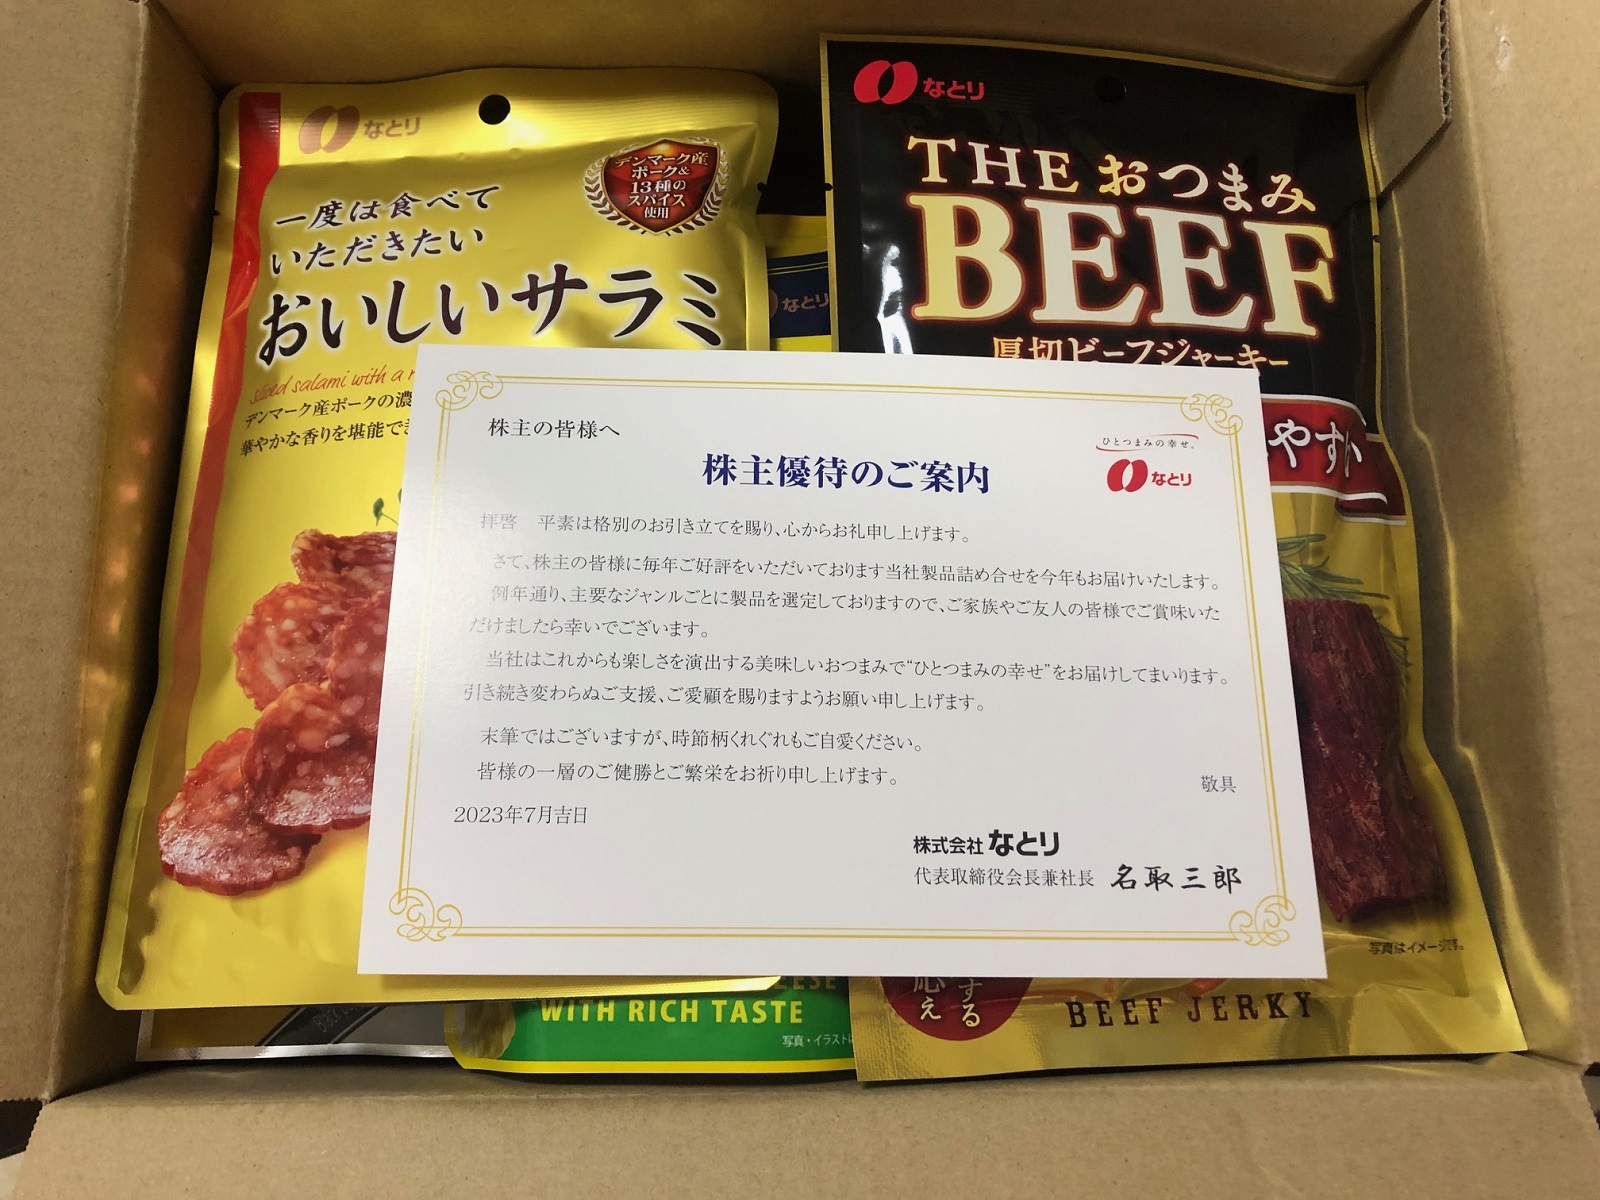 なとり
一度は食べて
いただきたい
おいしいサラミ
デンマーク産
ポーク&
13種の
スパイス
使用
sliced salami with a
デンマーク産ポークの濃
華やかな香りを堪能でき
なとり
なとり
THE おつまみ
BEEF
厚切ビーフジャーキー
やすい
株主の皆様へ
株主優待のご案内
ひとつまみの幸せ。
なとり
拝啓　平素は格別のお引き立てを賜り、心からお礼申し上げます。
さて、株主の皆様に毎年ご好評をいただいております当社製品詰め合せを今年もお届けいたします。
例年通り、主要なジャンルごとに製品を選定しておりますので、ご家族やご友人の皆様でご賞味いた
だけましたら幸いでございます。
当社はこれからも楽しさを演出する美味しいおつまみで“ひとつまみの幸せ”をお届けしてまいります。
引き続き変わらぬご支援、ご愛顧を賜りますようお願い申し上げます。
末筆ではございますが、時節柄くれぐれもご自愛ください。
皆様の一層のご健勝とご繁栄をお祈り申し上げます。
敬具
2023年7月吉日
株式会社 なとり
代表取締役会長兼社長 名取三郎
写真はイメージです。
する
応え
BEEF JERKY
WITH RICH TASTE
写真・イラスト